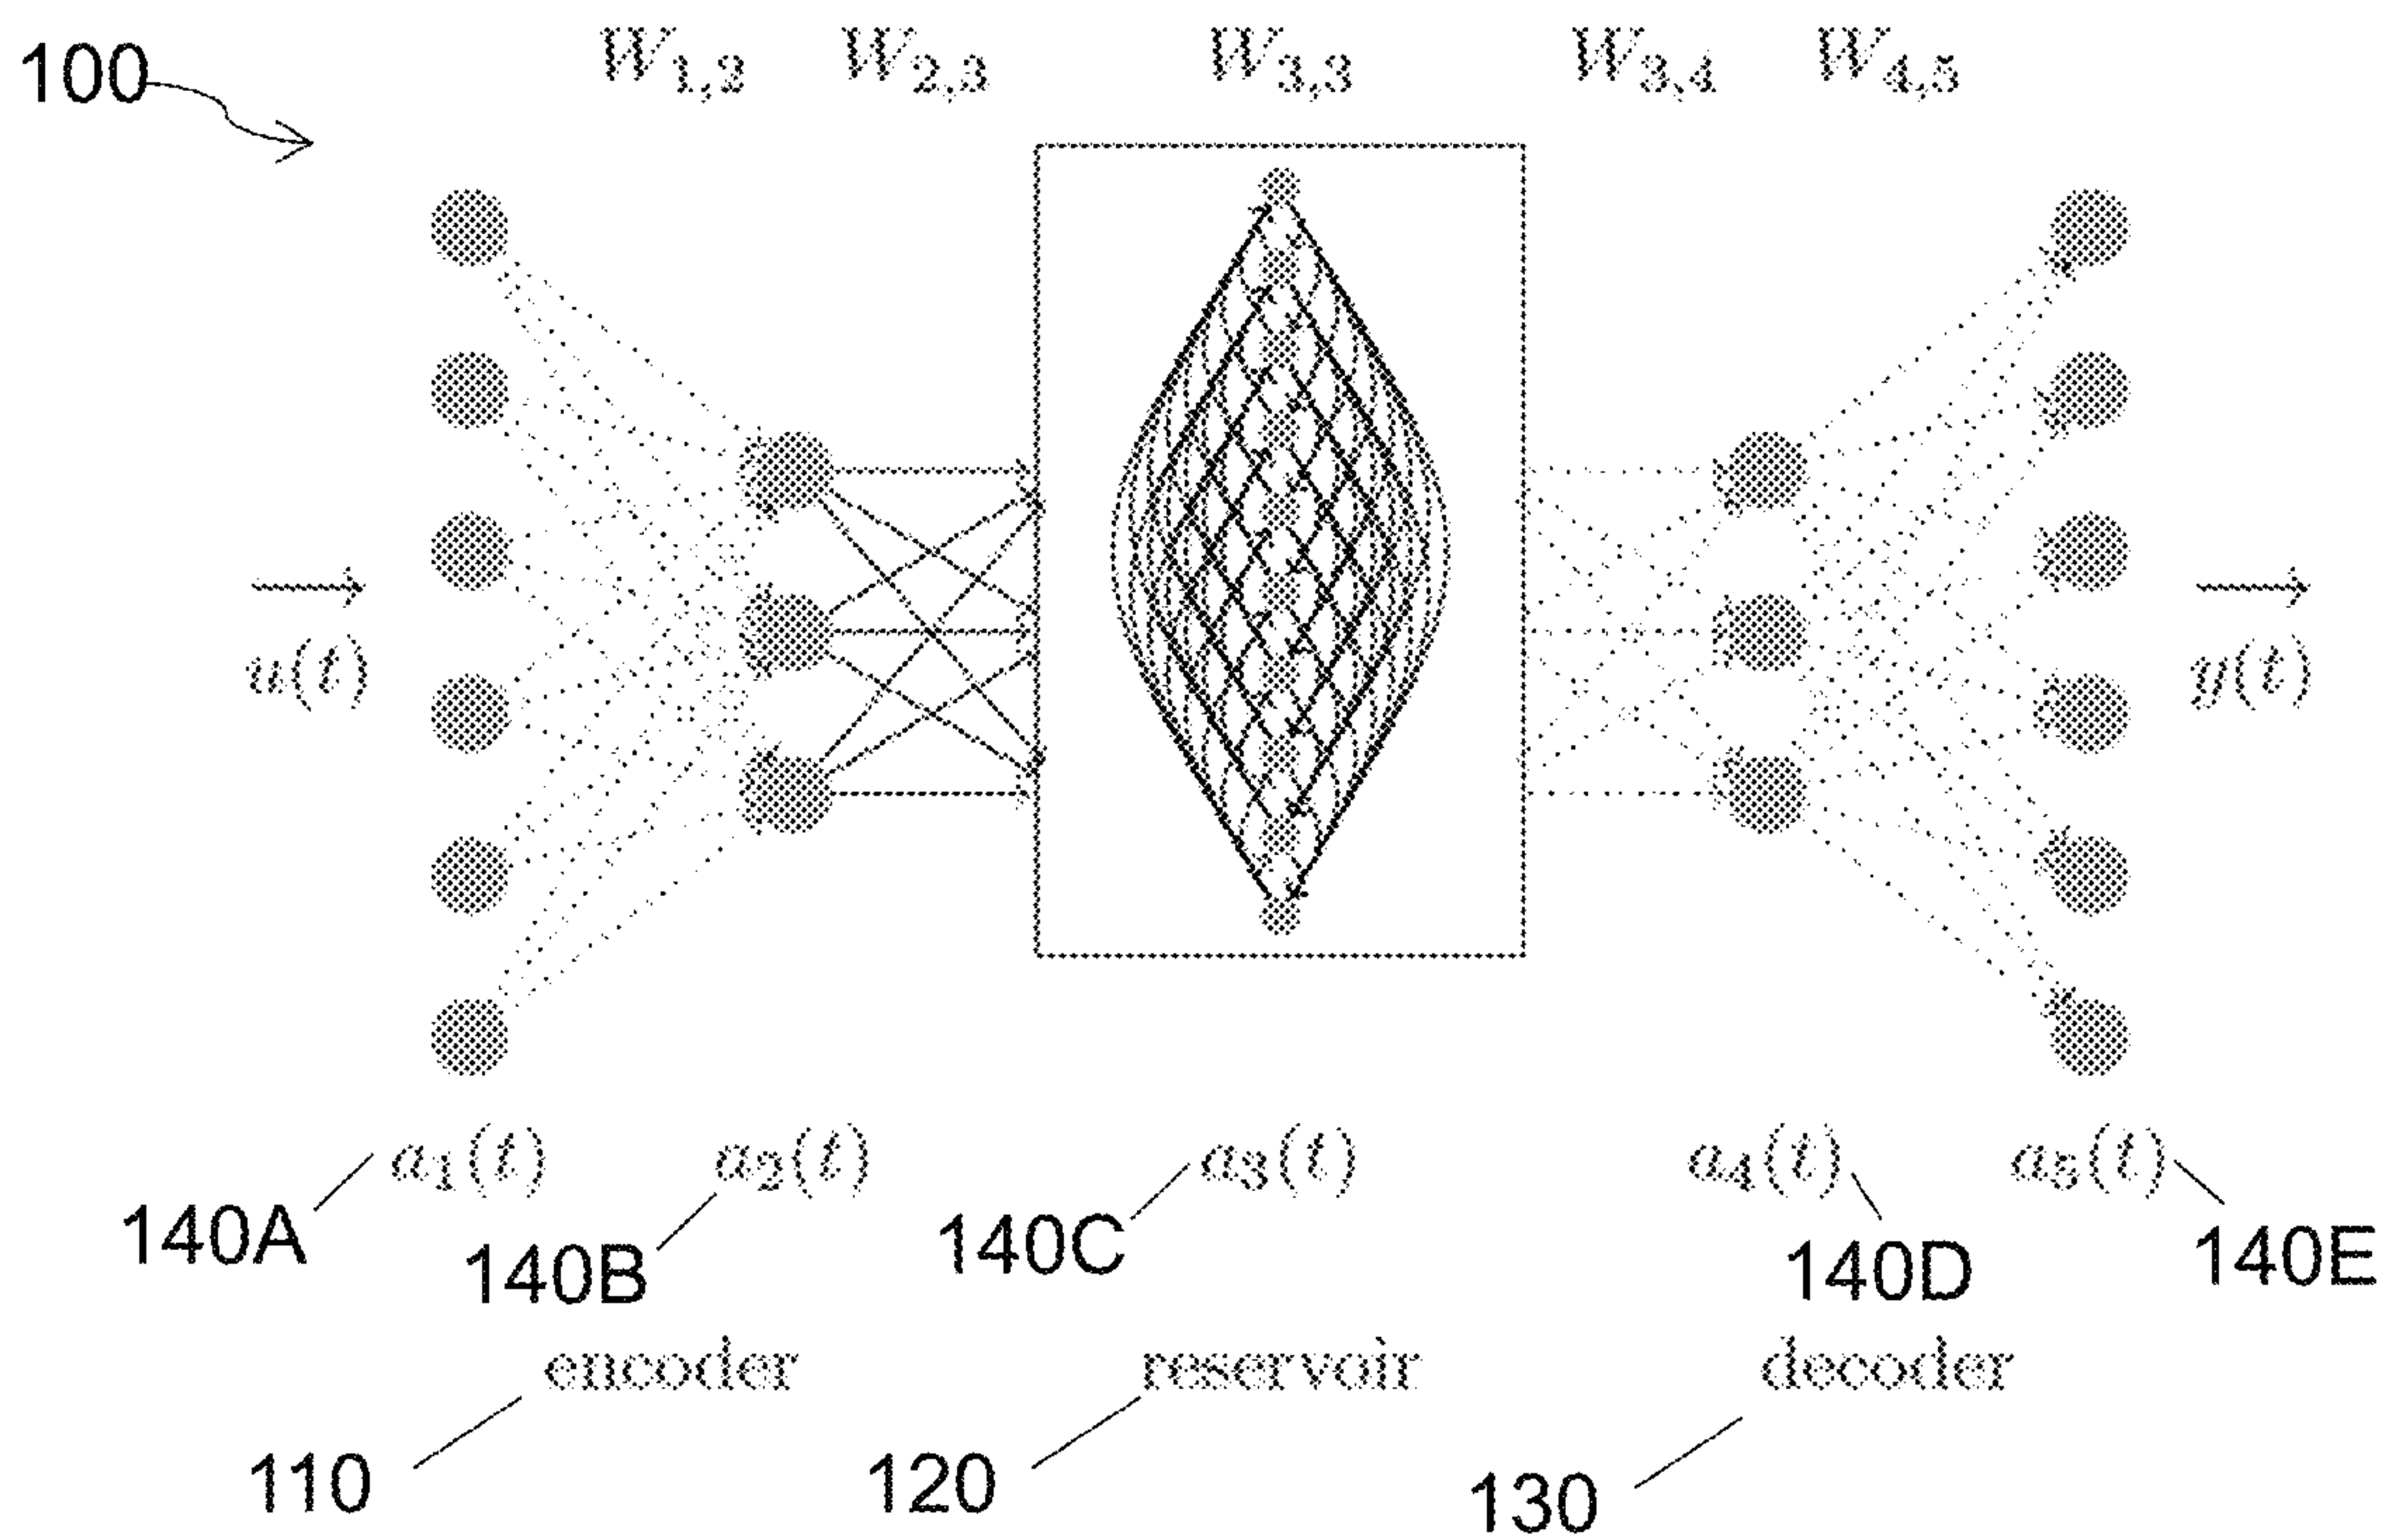 100
W1,2 W2,3 W3,3 W3,4 W4,5
u(t) y(t)
a1(t) a2(t) a3(t) a4(t) a5(t)
140A 140B 140C 140D 140E
encoder reservoir decoder
110 120 130